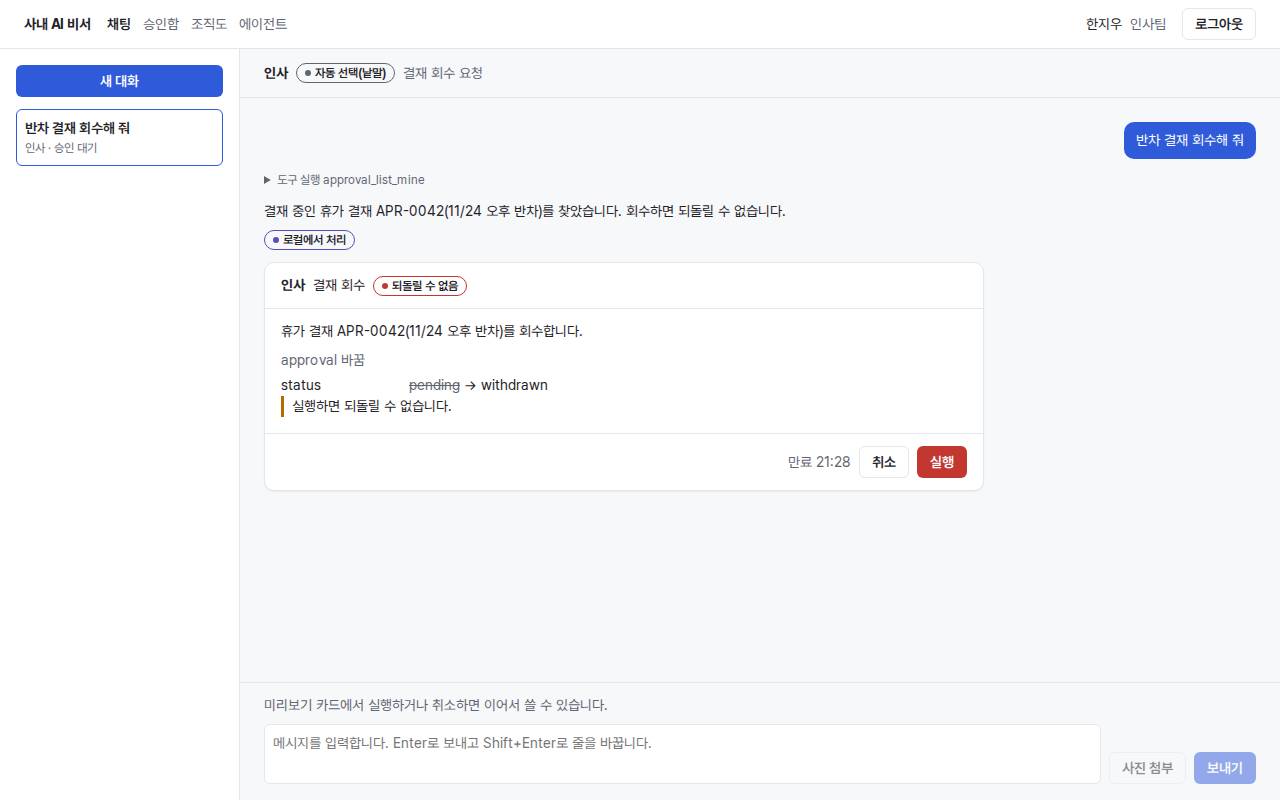 사내 AI 비서 채팅 승인함 조직도 에이전트 한지우 인사팀 로그아웃
새 대화
반차 결재 회수해 줘
인사 · 승인 대기
인사 자동 선택(낱말) 결재 회수 요청
반차 결재 회수해 줘
도구 실행 approval_list_mine
결재 중인 휴가 결재 APR-0042(11/24 오후 반차)를 찾았습니다. 회수하면 되돌릴 수 없습니다.
로컬에서 처리
인사 결재 회수 되돌릴 수 없음
휴가 결재 APR-0042(11/24 오후 반차)를 회수합니다.
approval 바꿈
status pending → withdrawn
실행하면 되돌릴 수 없습니다.
만료 21:28 취소 실행
미리보기 카드에서 실행하거나 취소하면 이어서 쓸 수 있습니다.
메시지를 입력합니다. Enter로 보내고 Shift+Enter로 줄을 바꿉니다.
사진 첨부 보내기